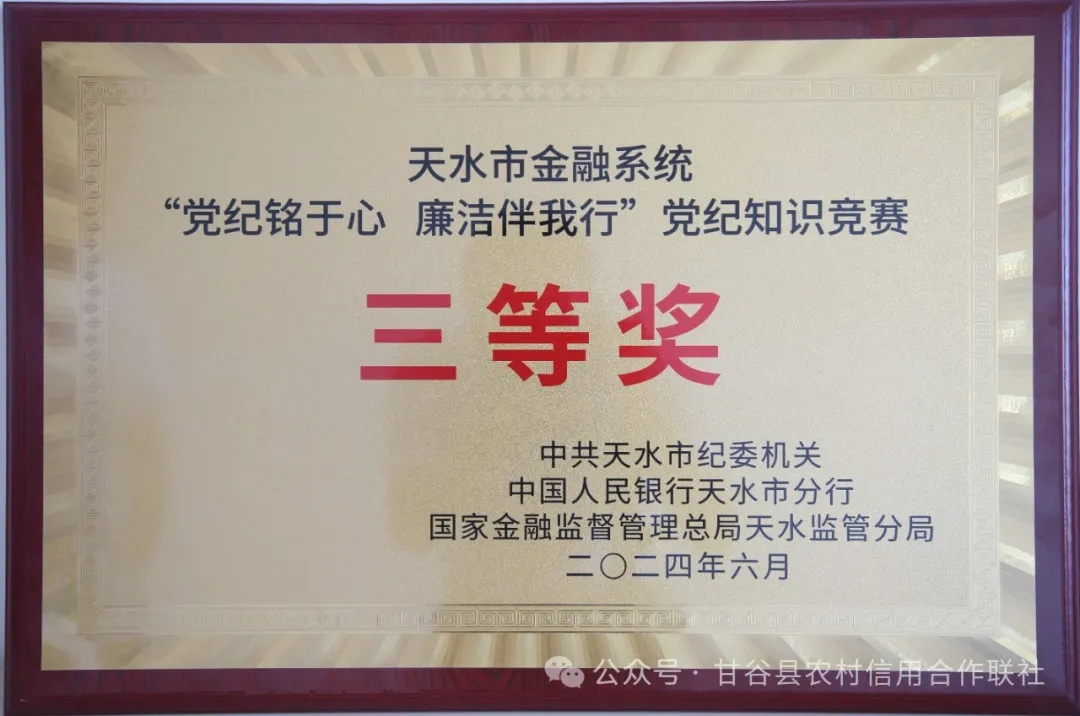 天水市金融系统
“党纪铭于心 廉洁伴我行”党纪知识竞赛
三等奖
中共天水市纪委机关
中国人民银行天水市分行
国家金融监督管理总局天水监管分局
二〇二四年六月
公众号·甘谷县农村信用合作联社